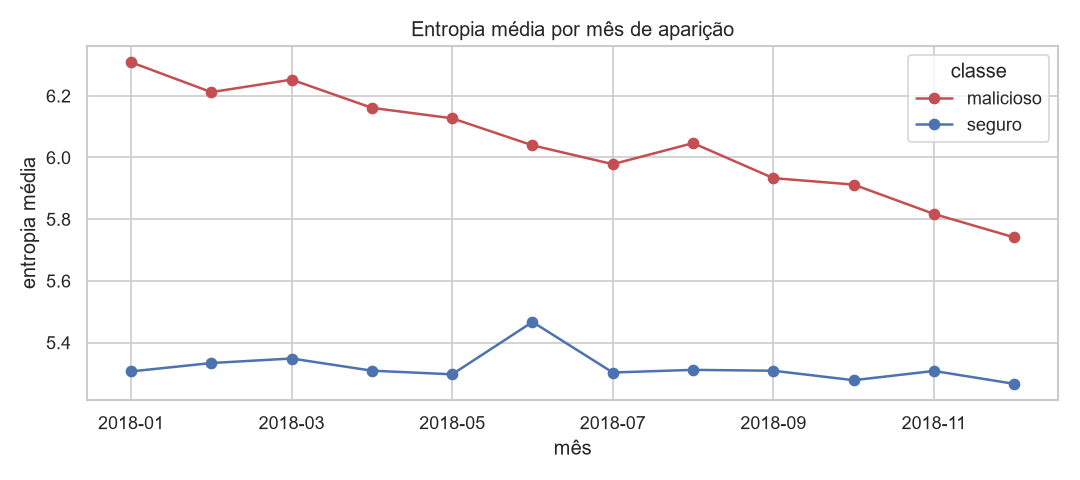 Entropia média por mês de aparição
classe
malicioso
seguro
entropia média
6.2
6.0
5.8
5.6
5.4
2018-01
2018-03
2018-05
2018-07
2018-09
2018-11
mês